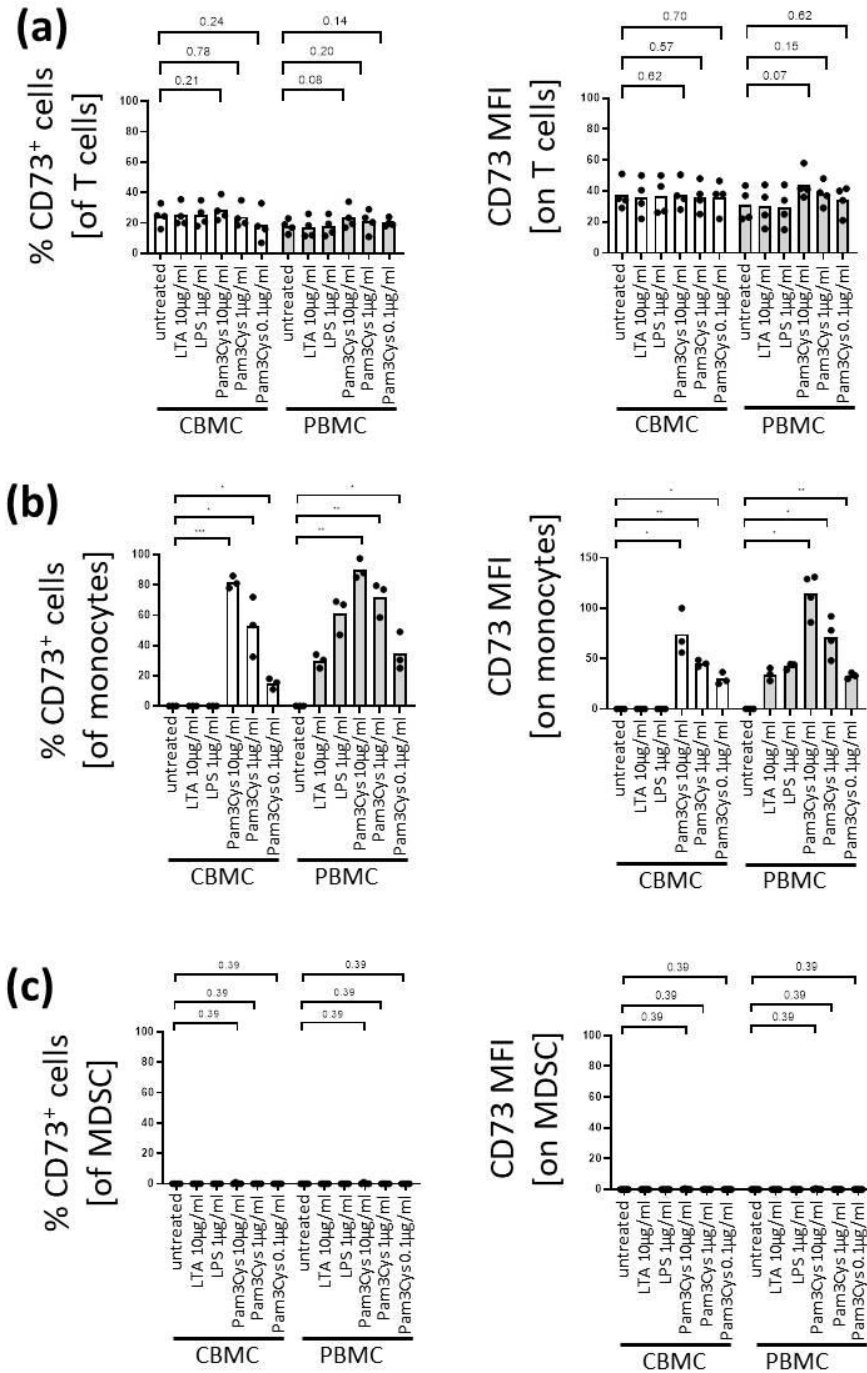 (a)
0.24
0.14
0.78
0.20
0.21
0.08
% CD73+ cells
[of T cells]
100
80
60
40
20
0
untreated
LTA 10µg/ml
LPS 1µg/ml
Pam3Cys 10µg/ml
Pam3Cys 1µg/ml
Pam3Cys 0.1µg/ml
untreated
LTA 10µg/ml
LPS 1µg/ml
Pam3Cys 10µg/ml
Pam3Cys 1µg/ml
Pam3Cys 0.1µg/ml
CBMC
PBMC
0.70
0.62
0.57
0.15
0.62
0.07
CD73 MFI
[on T cells]
100
80
60
40
20
0
untreated
LTA 10µg/ml
LPS 1µg/ml
Pam3Cys 10µg/ml
Pam3Cys 1µg/ml
Pam3Cys 0.1µg/ml
untreated
LTA 10µg/ml
LPS 1µg/ml
Pam3Cys 10µg/ml
Pam3Cys 1µg/ml
Pam3Cys 0.1µg/ml
CBMC
PBMC
(b)
*
*
*
**
***
**
% CD73+ cells
[of monocytes]
100
80
60
40
20
0
untreated
LTA 10µg/ml
LPS 1µg/ml
Pam3Cys 10µg/ml
Pam3Cys 1µg/ml
Pam3Cys 0.1µg/ml
untreated
LTA 10µg/ml
LPS 1µg/ml
Pam3Cys 10µg/ml
Pam3Cys 1µg/ml
Pam3Cys 0.1µg/ml
CBMC
PBMC
*
**
**
*
*
*
CD73 MFI
[on monocytes]
150
100
50
0
untreated
LTA 10µg/ml
LPS 1µg/ml
Pam3Cys 10µg/ml
Pam3Cys 1µg/ml
Pam3Cys 0.1µg/ml
untreated
LTA 10µg/ml
LPS 1µg/ml
Pam3Cys 10µg/ml
Pam3Cys 1µg/ml
Pam3Cys 0.1µg/ml
CBMC
PBMC
(c)
0.39
0.39
0.39
0.39
0.39
0.39
% CD73+ cells
[of MDSC]
100
80
60
40
20
0
untreated
LTA 10µg/ml
LPS 1µg/ml
Pam3Cys 10µg/ml
Pam3Cys 1µg/ml
Pam3Cys 0.1µg/ml
untreated
LTA 10µg/ml
LPS 1µg/ml
Pam3Cys 10µg/ml
Pam3Cys 1µg/ml
Pam3Cys 0.1µg/ml
CBMC
PBMC
0.39
0.39
0.39
0.39
0.39
0.39
CD73 MFI
[on MDSC]
100
80
60
40
20
0
untreated
LTA 10µg/ml
LPS 1µg/ml
Pam3Cys 10µg/ml
Pam3Cys 1µg/ml
Pam3Cys 0.1µg/ml
untreated
LTA 10µg/ml
LPS 1µg/ml
Pam3Cys 10µg/ml
Pam3Cys 1µg/ml
Pam3Cys 0.1µg/ml
CBMC
PBMC